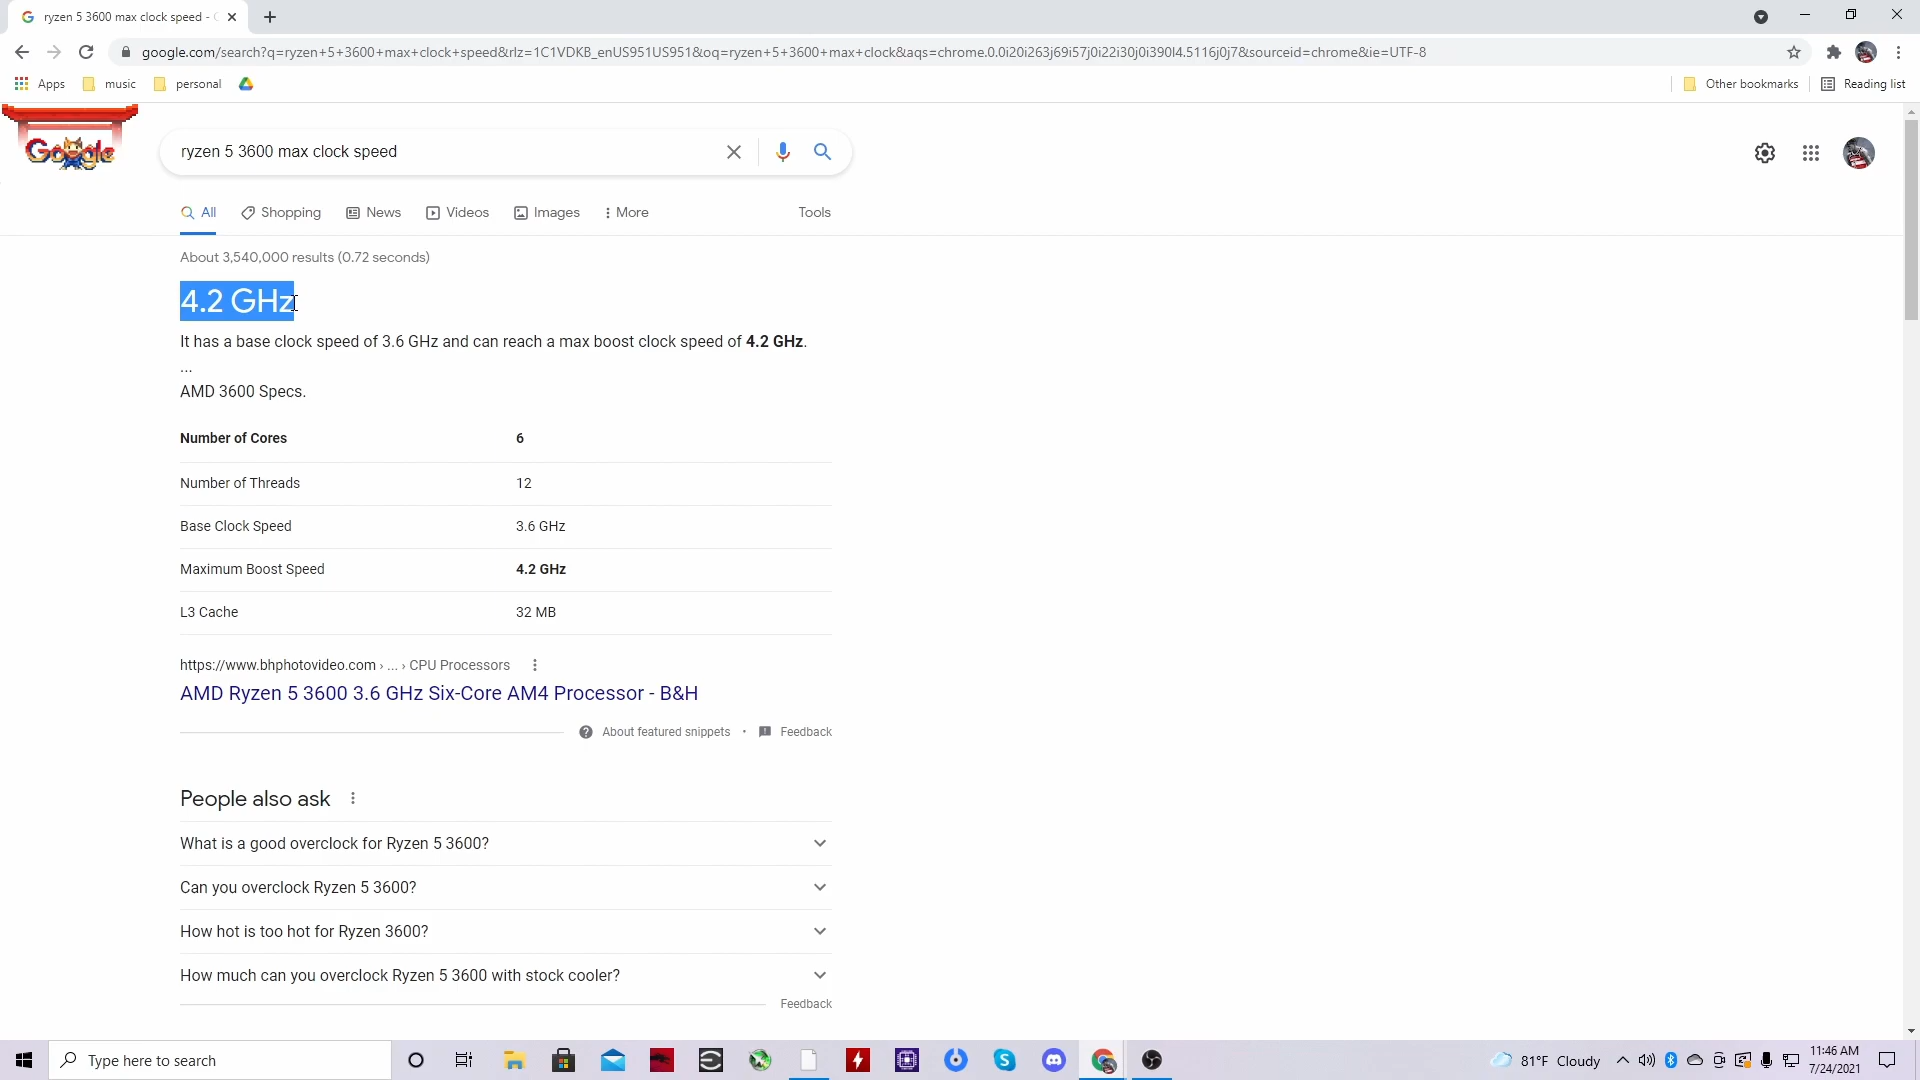 ryzen 5 3600 max clock speed -
google.com/search?q=ryzen+5+3600+max+clock+speed&rlz=1C1VDKB_enUS951US951&oq=ryzen+5+3600+max+clock&aqs=chrome.0.0i20i263j69i57j0i22i30j0i390l4.5116j0j7&sourceid=chrome&ie=UTF-8
Apps music personal Other bookmarks Reading list
Google
ryzen 5 3600 max clock speed
All Shopping News Videos Images More Tools
About 3,540,000 results (0.72 seconds)
4.2 GHz
It has a base clock speed of 3.6 GHz and can reach a max boost clock speed of 4.2 GHz.
...
AMD 3600 Specs.
Number of Cores 6
Number of Threads 12
Base Clock Speed 3.6 GHz
Maximum Boost Speed 4.2 GHz
L3 Cache 32 MB
https://www.bhphotovideo.com › ... › CPU Processors
AMD Ryzen 5 3600 3.6 GHz Six-Core AM4 Processor - B&H
About featured snippets • Feedback
People also ask
What is a good overclock for Ryzen 5 3600?
Can you overclock Ryzen 5 3600?
How hot is too hot for Ryzen 3600?
How much can you overclock Ryzen 5 3600 with stock cooler?
Feedback
Type here to search
81°F Cloudy
11:46 AM
7/24/2021